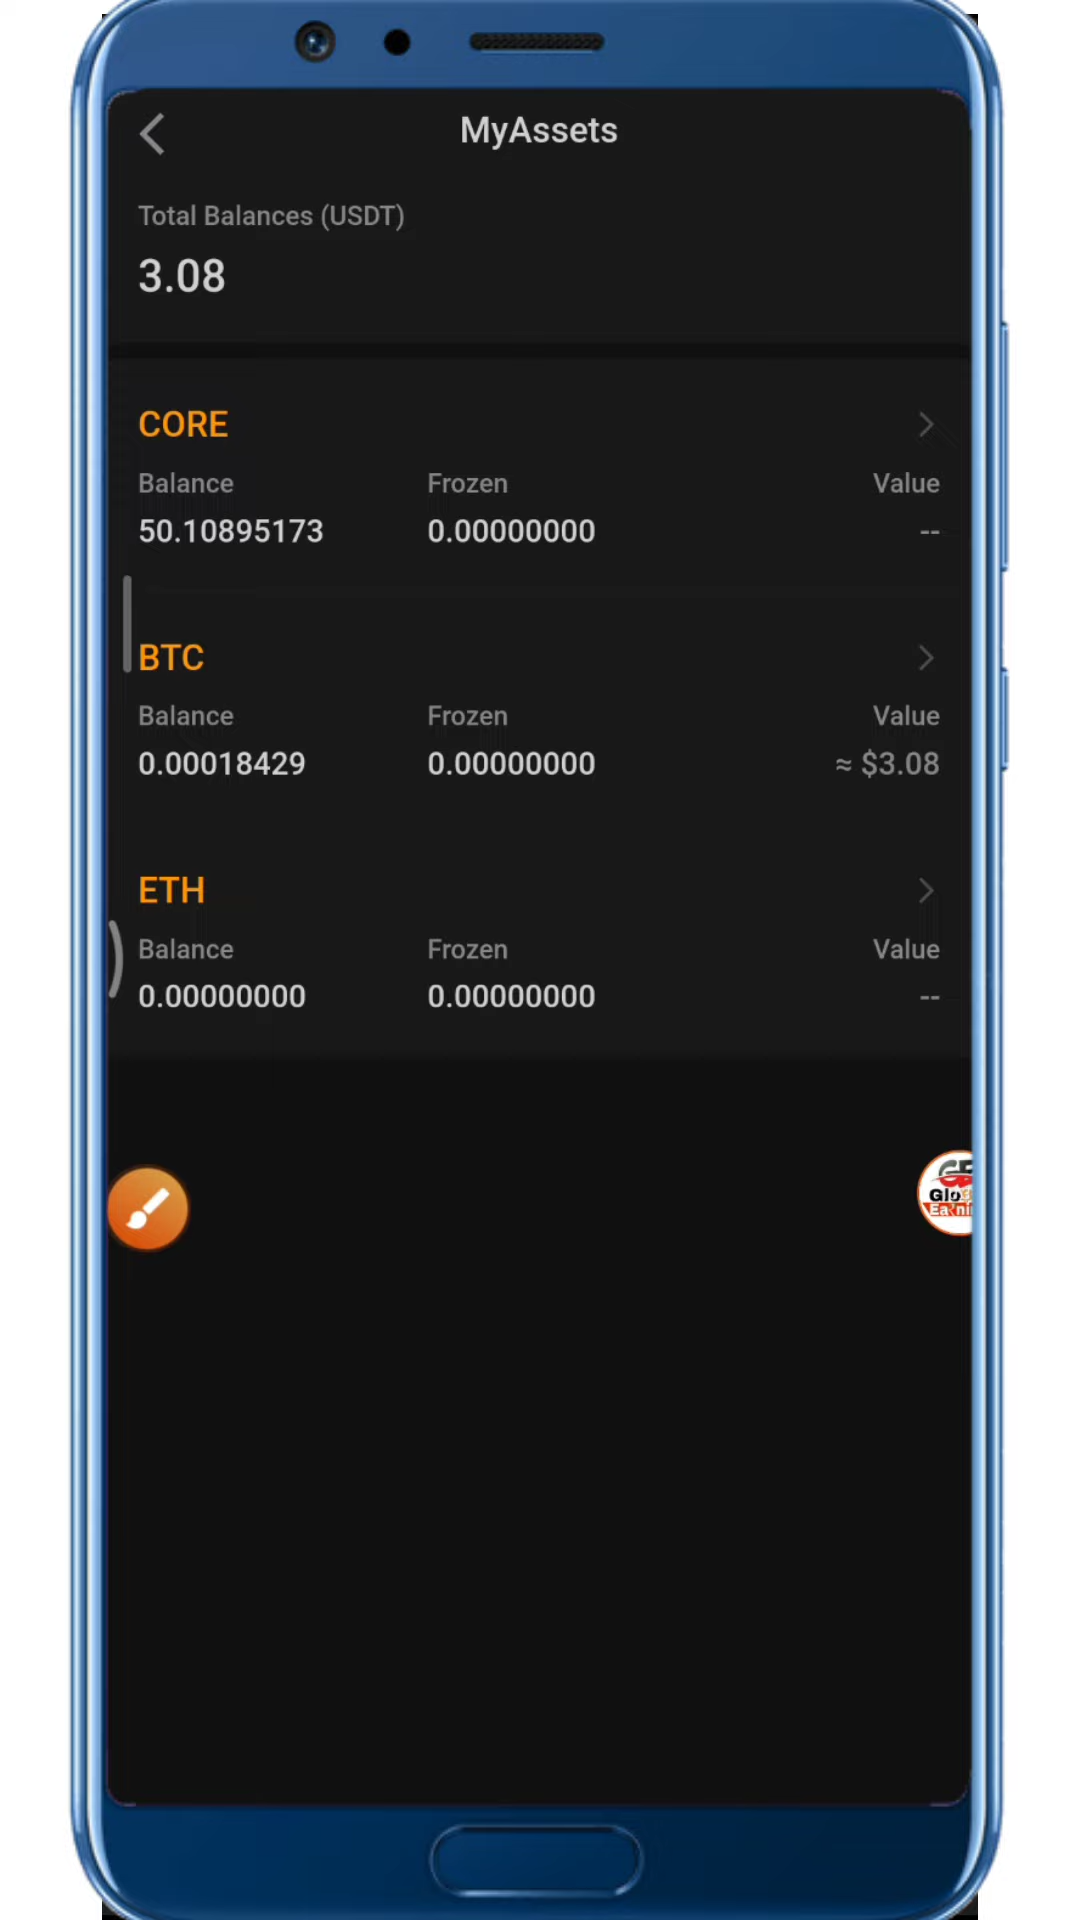 MyAssets
Total Balances (USDT)
3.08
CORE
Balance Frozen Value
50.10895173 0.00000000 --
BTC
Balance Frozen Value
0.00018429 0.00000000 ≈ $3.08
ETH
Balance Frozen Value
0.00000000 0.00000000 --